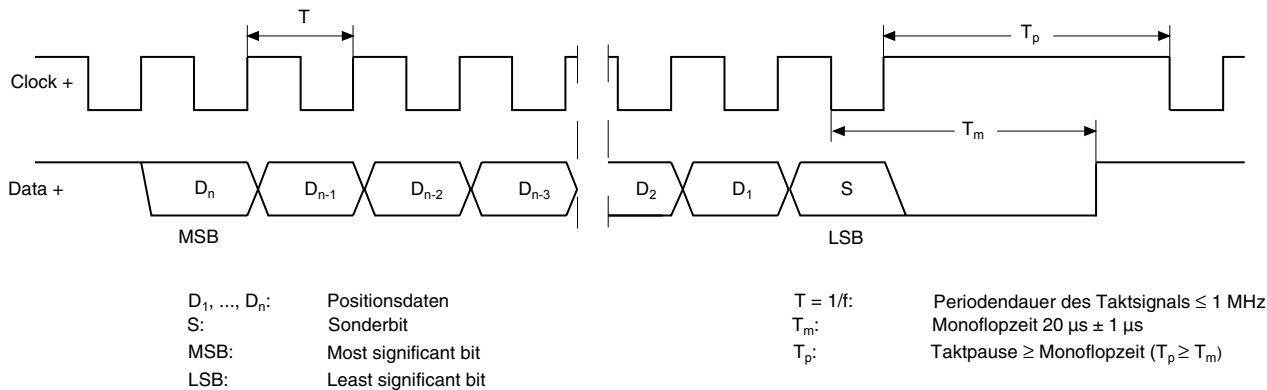 T
Tₚ
Clock +
Tₘ
Data +
Dₙ Dₙ₋₁ Dₙ₋₂ Dₙ₋₃ D₂ D₁ S
MSB LSB
D₁, ..., Dₙ: Positionsdaten
S: Sonderbit
MSB: Most significant bit
LSB: Least significant bit
T = 1/f: Periodendauer des Taktsignals ≤ 1 MHz
Tₘ: Monoflopzeit 20 µs ± 1 µs
Tₚ: Taktpause ≥ Monoflopzeit (Tₚ ≥ Tₘ)